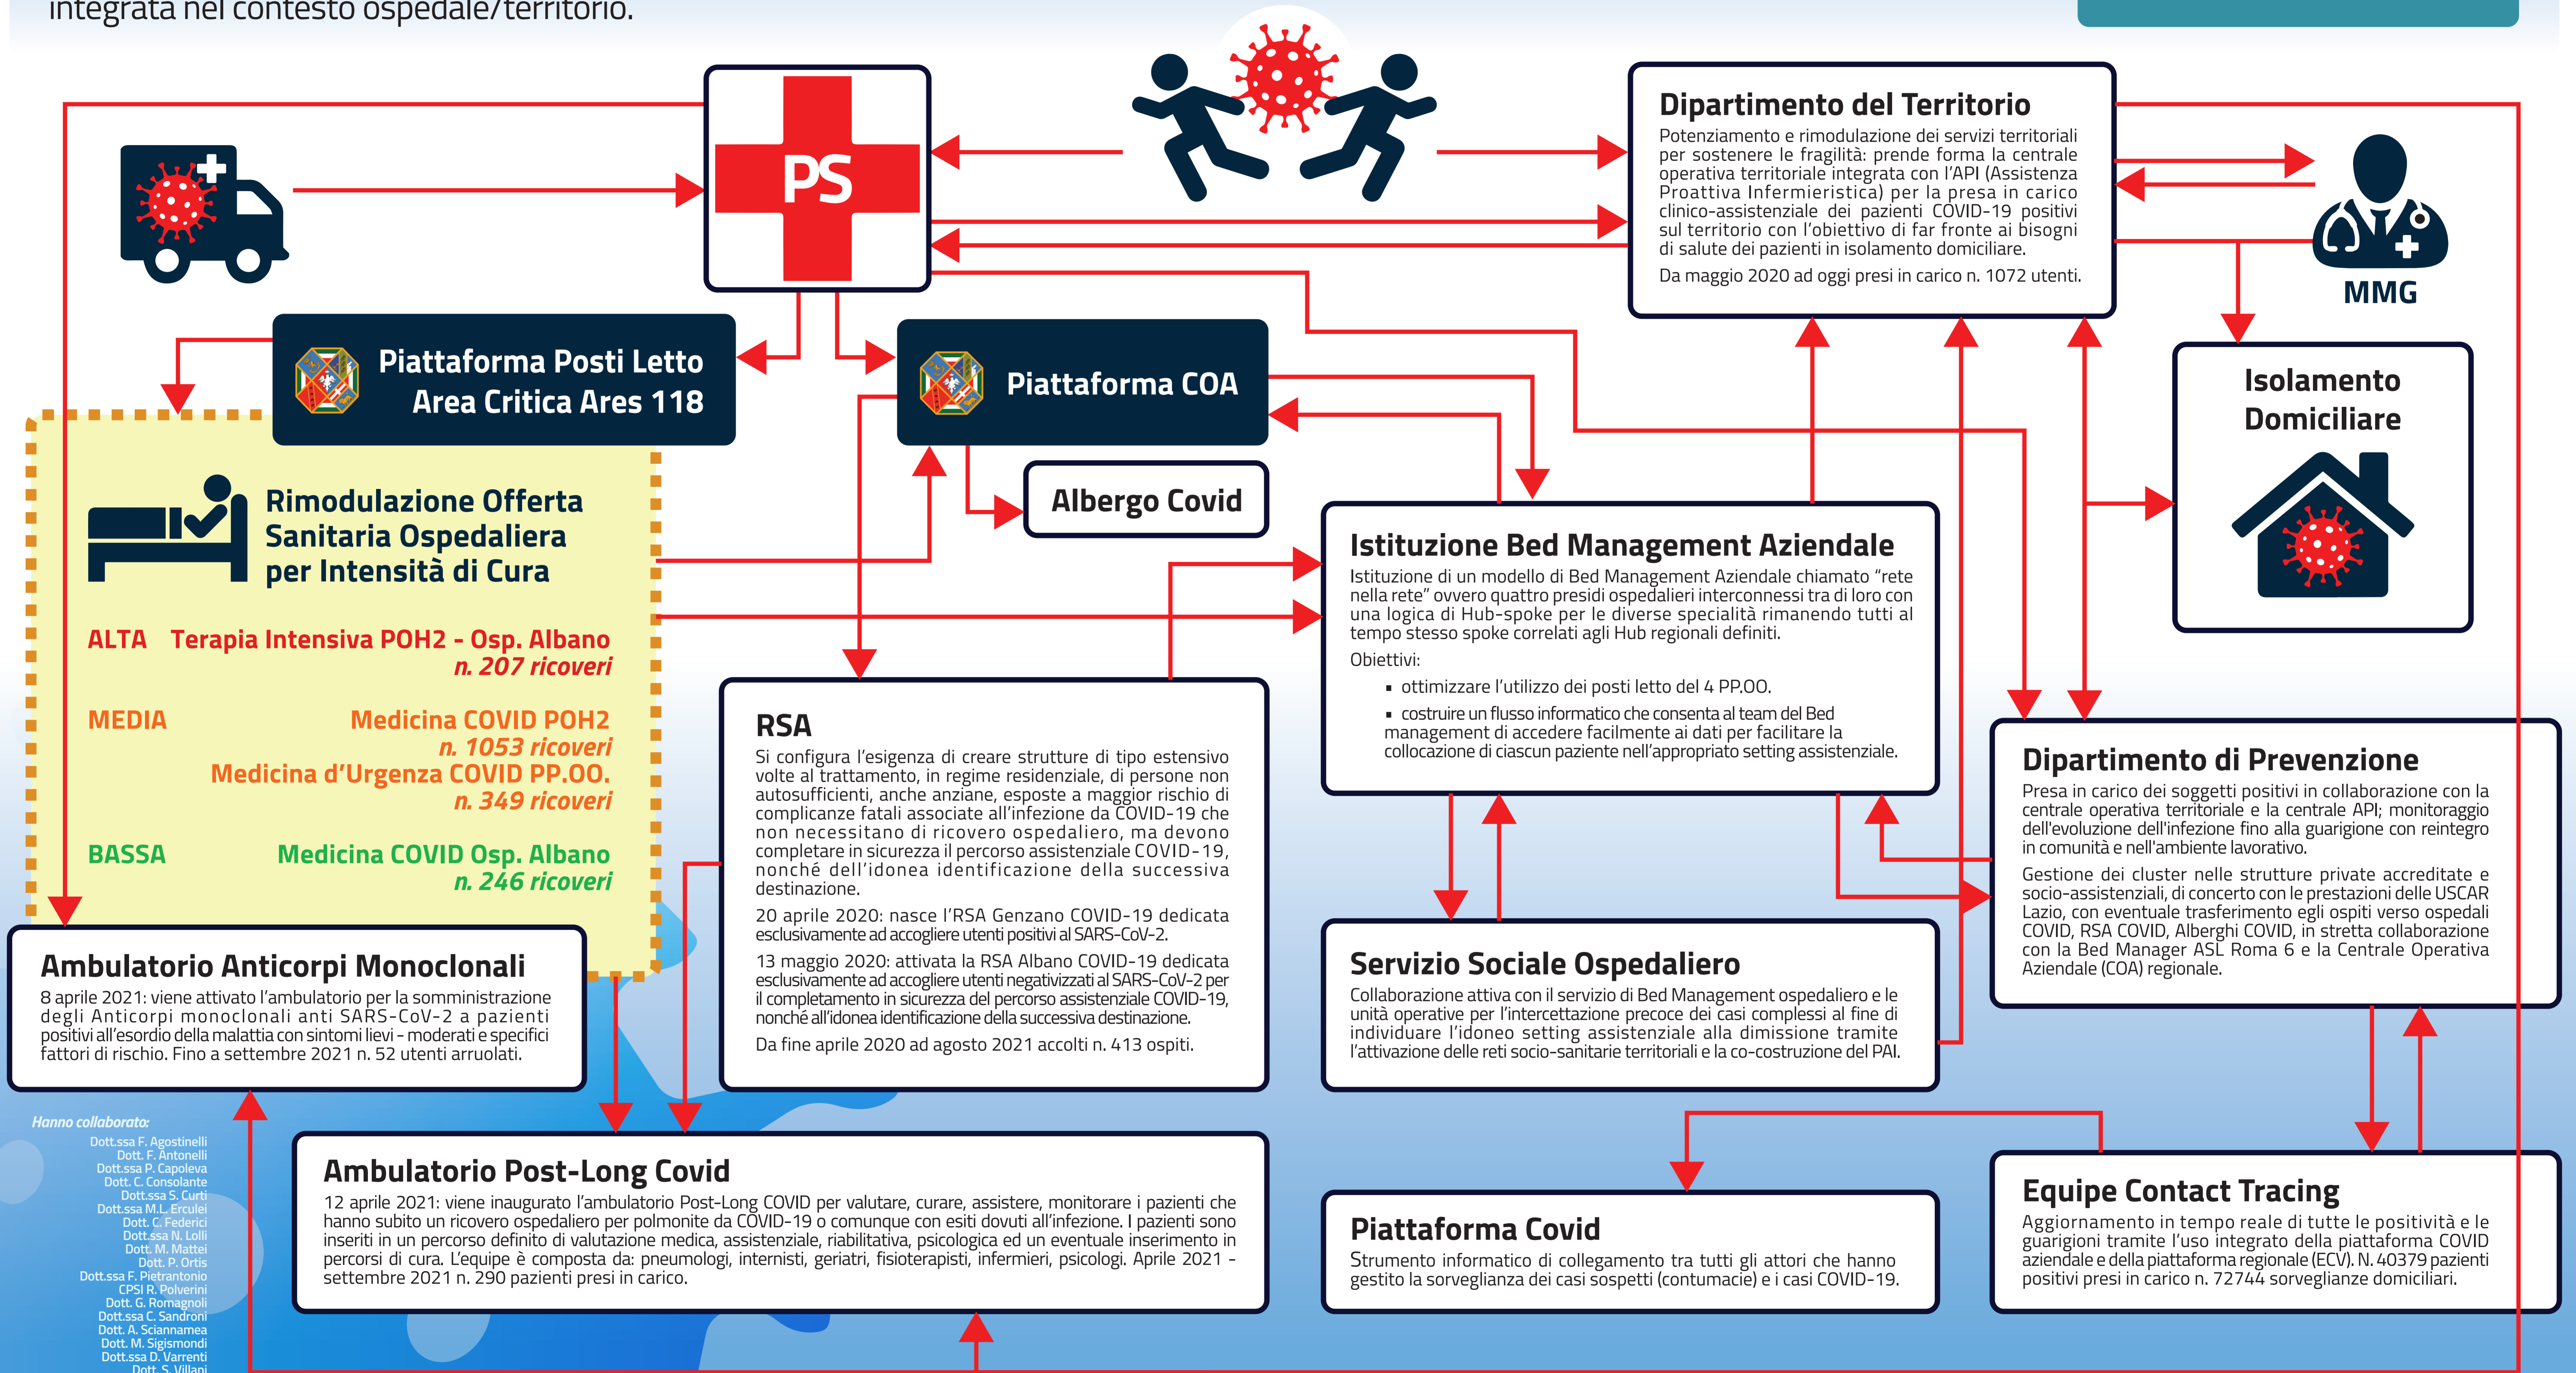 integrata nel contesto ospedale/territorio.
PS
Dipartimento del Territorio
Potenziamento e rimodulazione dei servizi territoriali
per sostenere le fragilità: prende forma la centrale
operativa territoriale integrata con l'API (Assistenza
Proattiva Infermieristica) per la presa in carico
clinico-assistenziale dei pazienti COVID-19 positivi
sul territorio con l'obiettivo di far fronte ai bisogni
di salute dei pazienti in isolamento domiciliare.
Da maggio 2020 ad oggi presi in carico n. 1072 utenti.
MMG
Piattaforma Posti Letto
Area Critica Ares 118
Piattaforma COA
Isolamento
Domiciliare
Albergo Covid
Rimodulazione Offerta
Sanitaria Ospedaliera
per Intensità di Cura
ALTA Terapia Intensiva POH2 - Osp. Albano
n. 207 ricoveri
MEDIA Medicina COVID POH2
n. 1053 ricoveri
Medicina d'Urgenza COVID PP.OO.
n. 349 ricoveri
BASSA Medicina COVID Osp. Albano
n. 246 ricoveri
Istituzione Bed Management Aziendale
Istituzione di un modello di Bed Management Aziendale chiamato “rete
nella rete” ovvero quattro presidi ospedalieri interconnessi tra di loro con
una logica di Hub-spoke per le diverse specialità rimanendo tutti al
tempo stesso spoke correlati agli Hub regionali definiti.
Obiettivi:
▪ ottimizzare l'utilizzo dei posti letto del 4 PP.OO.
▪ costruire un flusso informatico che consenta al team del Bed
management di accedere facilmente ai dati per facilitare la
collocazione di ciascun paziente nell'appropriato setting assistenziale.
RSA
Si configura l'esigenza di creare strutture di tipo estensivo
volte al trattamento, in regime residenziale, di persone non
autosufficienti, anche anziane, esposte a maggior rischio di
complicanze fatali associate all'infezione da COVID-19 che
non necessitano di ricovero ospedaliero, ma devono
completare in sicurezza il percorso assistenziale COVID-19,
nonché dell'idonea identificazione della successiva
destinazione.
20 aprile 2020: nasce l'RSA Genzano COVID-19 dedicata
esclusivamente ad accogliere utenti positivi al SARS-CoV-2.
13 maggio 2020: attivata la RSA Albano COVID-19 dedicata
esclusivamente ad accogliere utenti negativizzati al SARS-CoV-2 per
il completamento in sicurezza del percorso assistenziale COVID-19,
nonché all'idonea identificazione della successiva destinazione.
Da fine aprile 2020 ad agosto 2021 accolti n. 413 ospiti.
Dipartimento di Prevenzione
Presa in carico dei soggetti positivi in collaborazione con la
centrale operativa territoriale e la centrale API; monitoraggio
dell'evoluzione dell'infezione fino alla guarigione con reintegro
in comunità e nell'ambiente lavorativo.
Gestione dei cluster nelle strutture private accreditate e
socio-assistenziali, di concerto con le prestazioni delle USCAR
Lazio, con eventuale trasferimento egli ospiti verso ospedali
COVID, RSA COVID, Alberghi COVID, in stretta collaborazione
con la Bed Manager ASL Roma 6 e la Centrale Operativa
Aziendale (COA) regionale.
Ambulatorio Anticorpi Monoclonali
8 aprile 2021: viene attivato l'ambulatorio per la somministrazione
degli Anticorpi monoclonali anti SARS-CoV-2 a pazienti
positivi all'esordio della malattia con sintomi lievi - moderati e specifici
fattori di rischio. Fino a settembre 2021 n. 52 utenti arruolati.
Servizio Sociale Ospedaliero
Collaborazione attiva con il servizio di Bed Management ospedaliero e le
unità operative per l'intercettazione precoce dei casi complessi al fine di
individuare l'idoneo setting assistenziale alla dimissione tramite
l'attivazione delle reti socio-sanitarie territoriali e la co-costruzione del PAI.
Hanno collaborato:
Dott.ssa F. Agostinelli
Dott. F. Antonelli
Dott.ssa P. Capoleva
Dott. C. Consolante
Dott.ssa S. Curti
Dott.ssa M.L. Erculei
Dott. C. Federici
Dott.ssa N. Lolli
Dott. M. Mattei
Dott. P. Ortis
Dott.ssa F. Pietrantonio
CPSI R. Polverini
Dott. G. Romagnoli
Dott.ssa C. Sandroni
Dott. A. Sciannamea
Dott. M. Sigismondi
Dott.ssa D. Varrenti
Dott. S. Villani
Ambulatorio Post-Long Covid
12 aprile 2021: viene inaugurato l'ambulatorio Post-Long COVID per valutare, curare, assistere, monitorare i pazienti che
hanno subito un ricovero ospedaliero per polmonite da COVID-19 o comunque con esiti dovuti all'infezione. I pazienti sono
inseriti in un percorso definito di valutazione medica, assistenziale, riabilitativa, psicologica ed un eventuale inserimento in
percorsi di cura. L'equipe è composta da: pneumologi, internisti, geriatri, fisioterapisti, infermieri, psicologi. Aprile 2021 -
settembre 2021 n. 290 pazienti presi in carico.
Piattaforma Covid
Strumento informatico di collegamento tra tutti gli attori che hanno
gestito la sorveglianza dei casi sospetti (contumacie) e i casi COVID-19.
Equipe Contact Tracing
Aggiornamento in tempo reale di tutte le positività e le
guarigioni tramite l'uso integrato della piattaforma COVID
aziendale e della piattaforma regionale (ECV). N. 40379 pazienti
positivi presi in carico n. 72744 sorveglianze domiciliari.